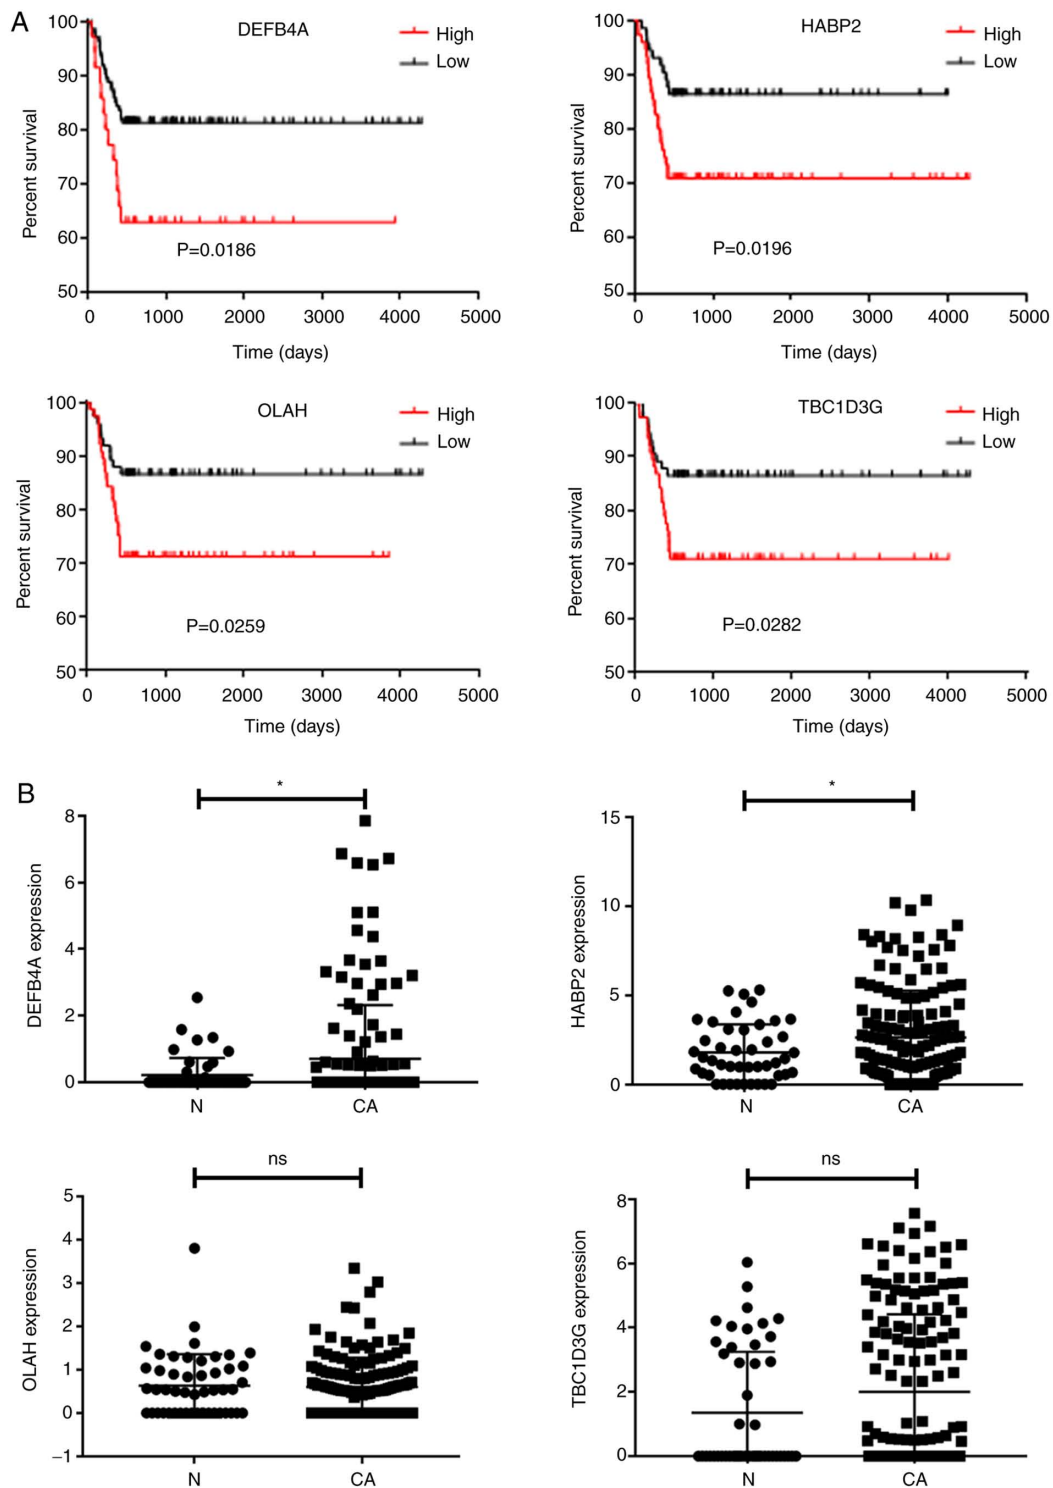 A
DEFB4A
High
Low
Percent survival
100
90
80
70
60
50
P=0.0186
0 1000 2000 3000 4000 5000
Time (days)
HABP2
High
Low
Percent survival
100
90
80
70
60
50
P=0.0196
0 1000 2000 3000 4000 5000
Time (days)
OLAH
High
Low
Percent survival
100
90
80
70
60
50
P=0.0259
0 1000 2000 3000 4000 5000
Time (days)
TBC1D3G
High
Low
Percent survival
100
90
80
70
60
50
P=0.0282
0 1000 2000 3000 4000 5000
Time (days)
B
*
DEFB4A expression
8
6
4
2
0
N CA
*
HABP2 expression
15
10
5
0
N CA
ns
OLAH expression
5
4
3
2
1
0
−1
N CA
ns
TBC1D3G expression
8
6
4
2
0
N CA